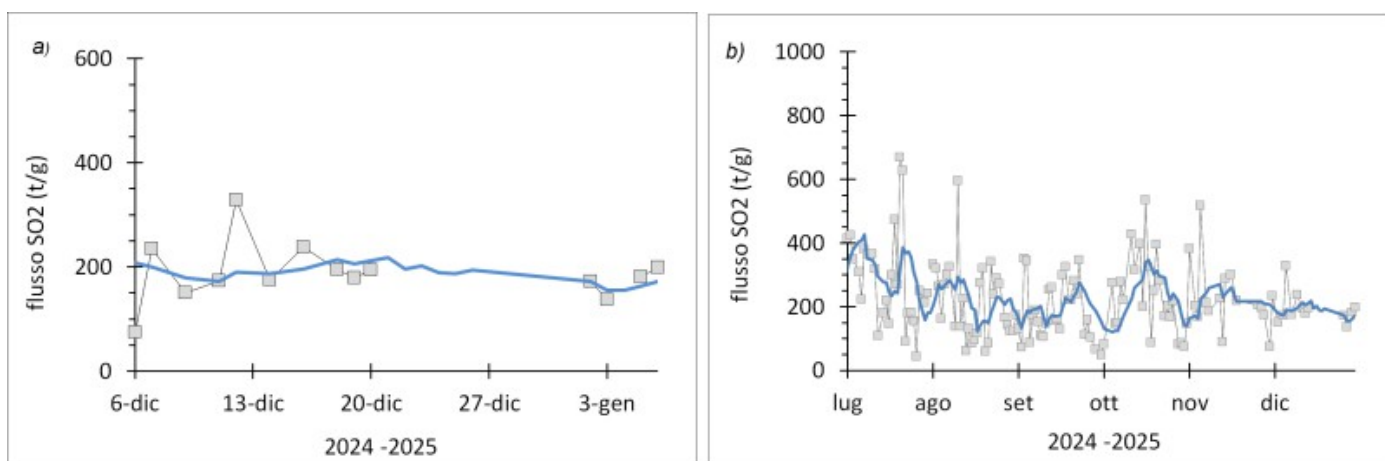 a)
600
400
200
0
flusso SO2 (t/g)
6-dic 13-dic 20-dic 27-dic 3-gen
2024 -2025
b)
1000
800
600
400
200
0
flusso SO2 (t/g)
lug ago set ott nov dic
2024 -2025